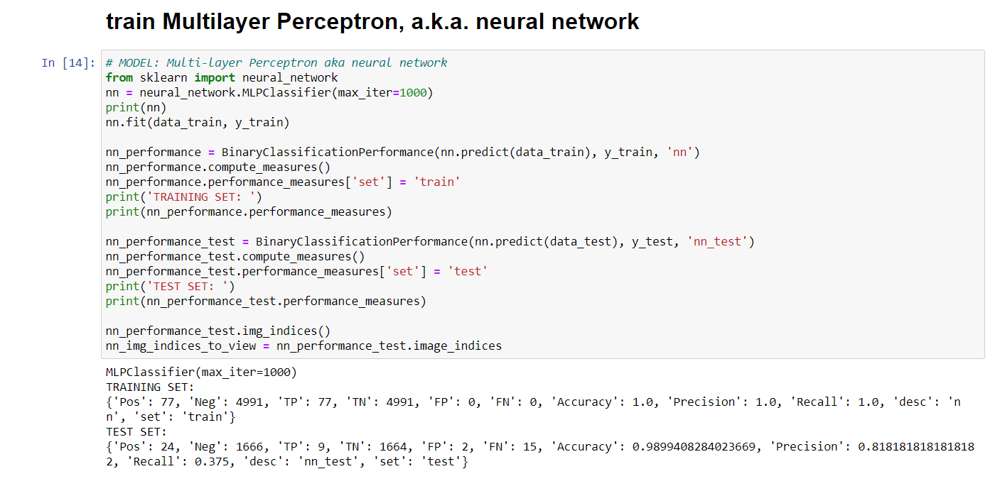 train Multilayer Perceptron, a.k.a. neural network
In [14]: # MODEL: Multi-layer Perceptron aka neural network
from sklearn import neural_network
nn = neural_network.MLPClassifier(max_iter=1000)
print(nn)
nn.fit(data_train, y_train)
nn_performance = BinaryClassificationPerformance(nn.predict(data_train), y_train, 'nn')
nn_performance.compute_measures()
nn_performance.performance_measures['set'] = 'train'
print('TRAINING SET: ')
print(nn_performance.performance_measures)
nn_performance_test = BinaryClassificationPerformance(nn.predict(data_test), y_test, 'nn_test')
nn_performance_test.compute_measures()
nn_performance_test.performance_measures['set'] = 'test'
print('TEST SET: ')
print(nn_performance_test.performance_measures)
nn_performance_test.img_indices()
nn_img_indices_to_view = nn_performance_test.image_indices
MLPClassifier(max_iter=1000)
TRAINING SET:
{'Pos': 77, 'Neg': 4991, 'TP': 77, 'TN': 4991, 'FP': 0, 'FN': 0, 'Accuracy': 1.0, 'Precision': 1.0, 'Recall': 1.0, 'desc': 'n
n', 'set': 'train'}
TEST SET:
{'Pos': 24, 'Neg': 1666, 'TP': 9, 'TN': 1664, 'FP': 2, 'FN': 15, 'Accuracy': 0.9899408284023669, 'Precision': 0.818181818181818
2, 'Recall': 0.375, 'desc': 'nn_test', 'set': 'test'}